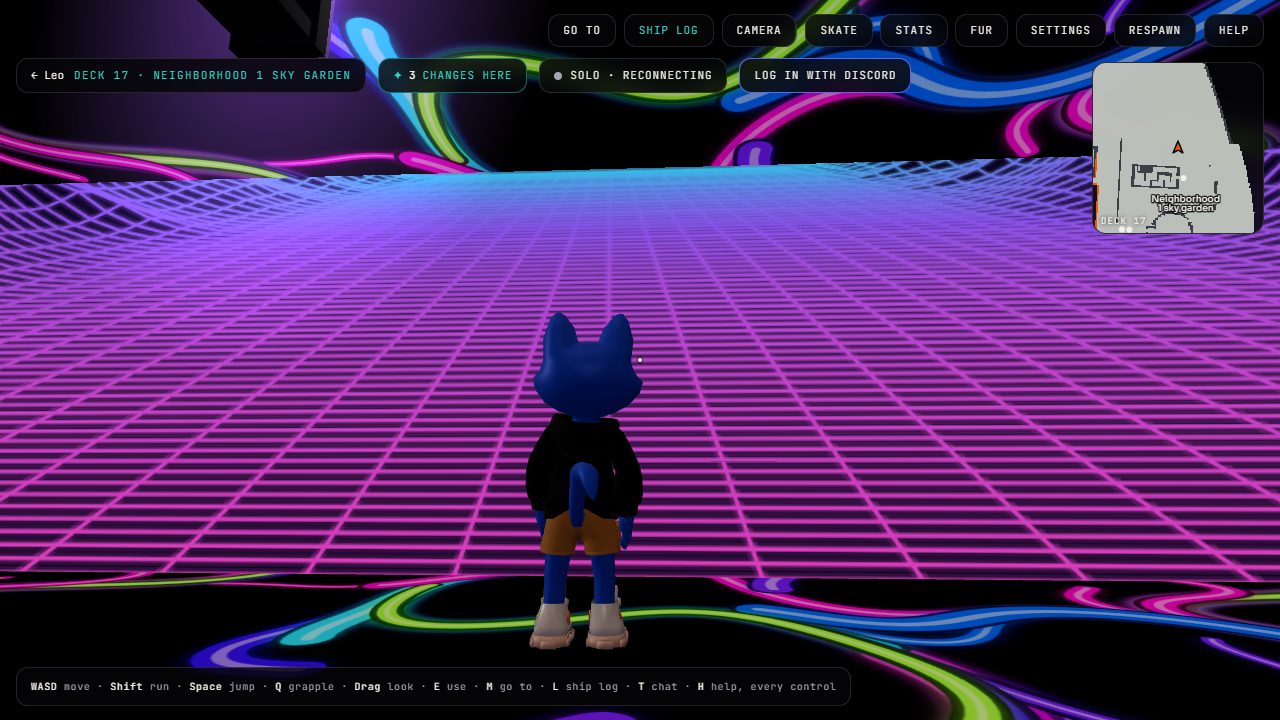 GO TO
SHIP LOG
CAMERA
SKATE
STATS
FUR
SETTINGS
RESPAWN
HELP
← Leo DECK 17 · NEIGHBORHOOD 1 SKY GARDEN
✦ 3 CHANGES HERE
● SOLO · RECONNECTING
LOG IN WITH DISCORD
Neighborhood
1 sky garden
DECK 17
WASD move · Shift run · Space jump · Q grapple · Drag look · E use · M go to · L ship log · T chat · H help, every control